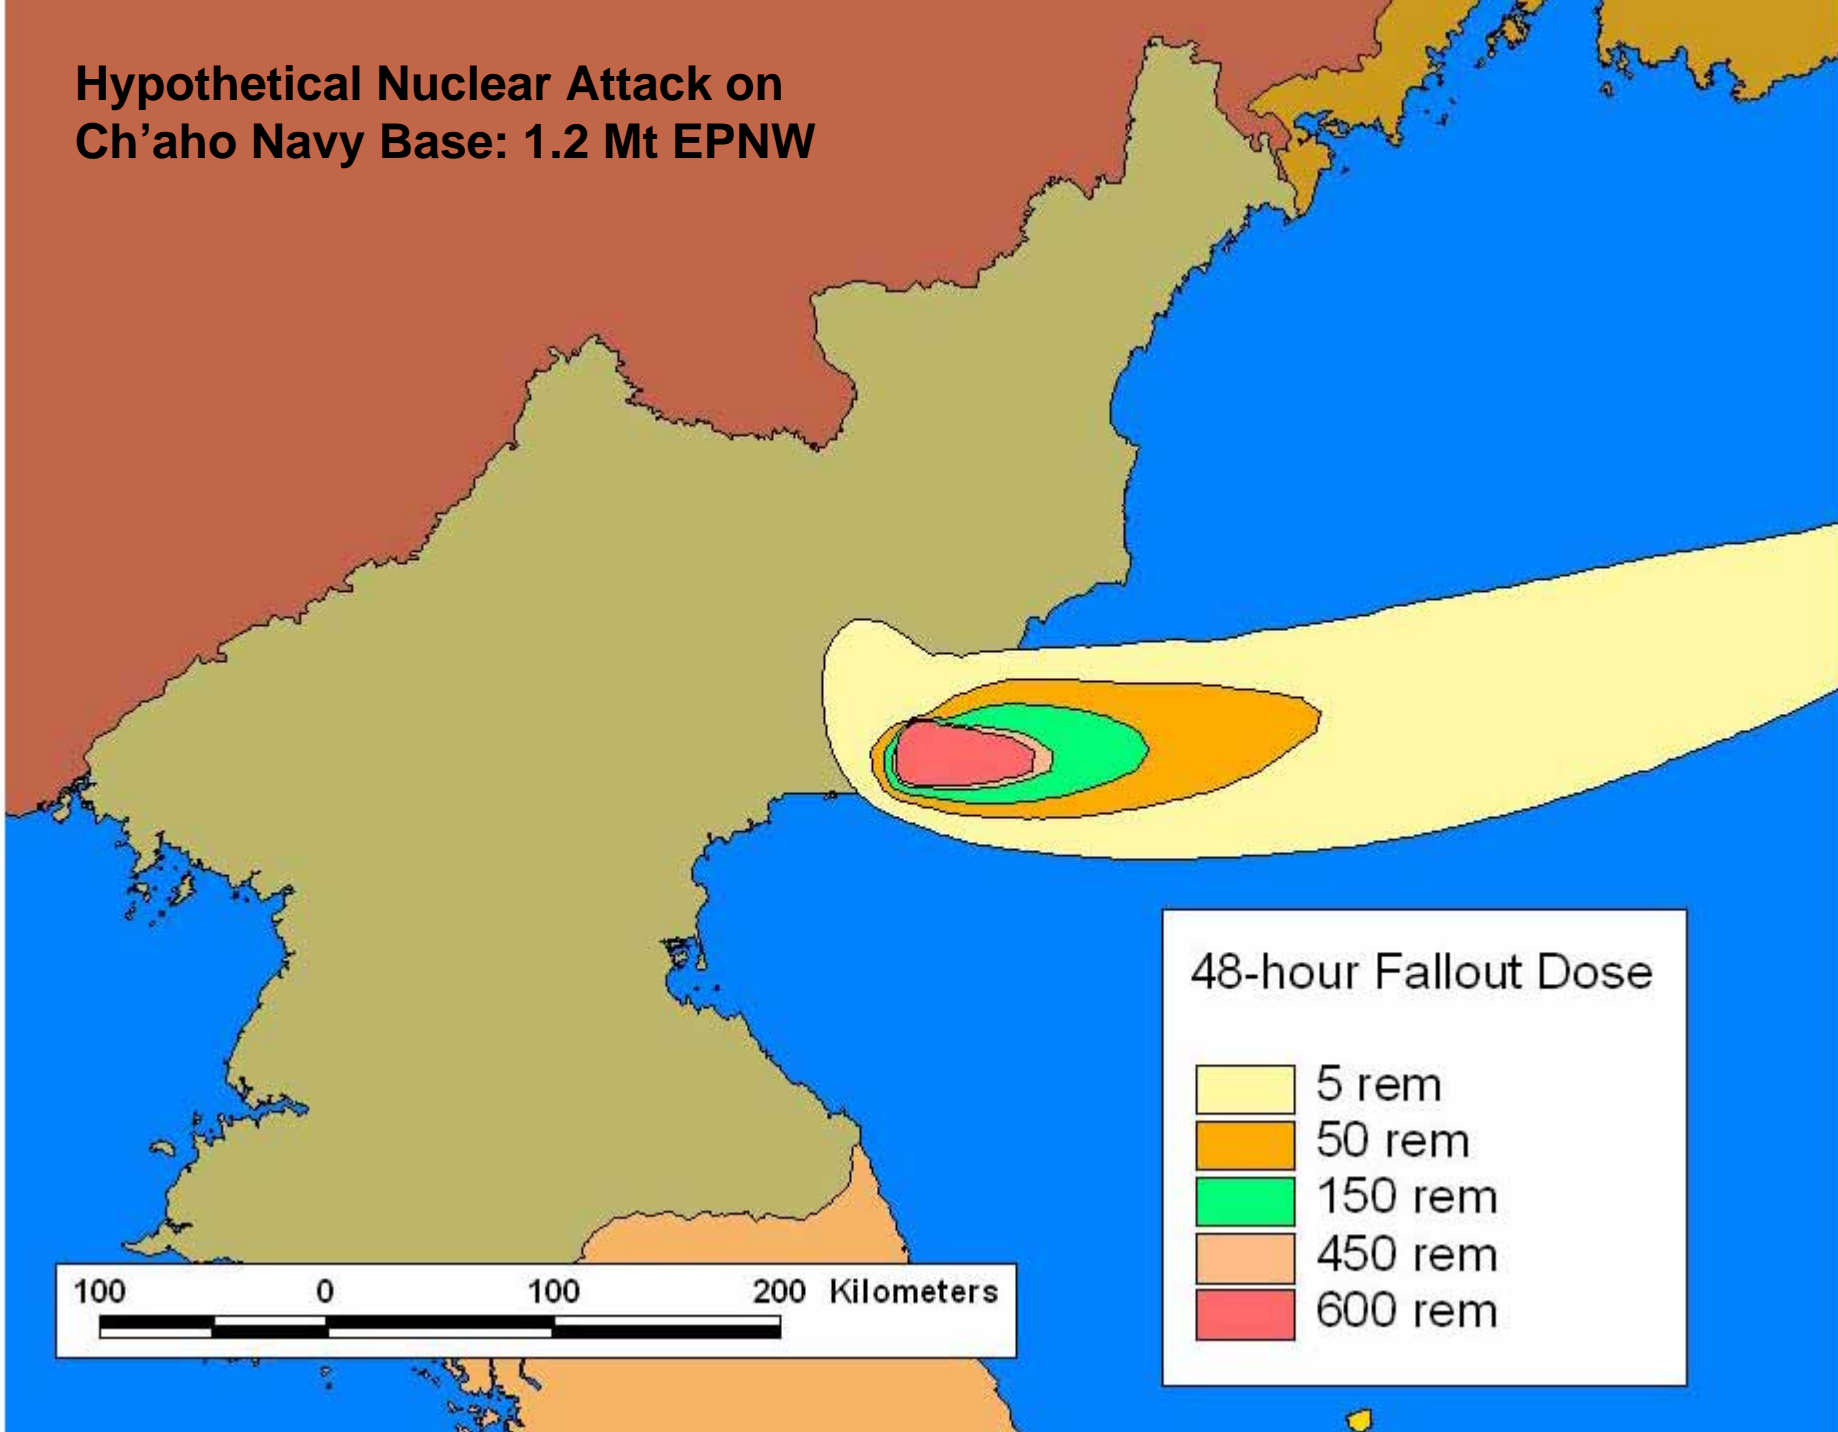 Hypothetical Nuclear Attack on
Ch’aho Navy Base: 1.2 Mt EPNW
48-hour Fallout Dose
5 rem
50 rem
150 rem
450 rem
600 rem
100 0 100 200 Kilometers